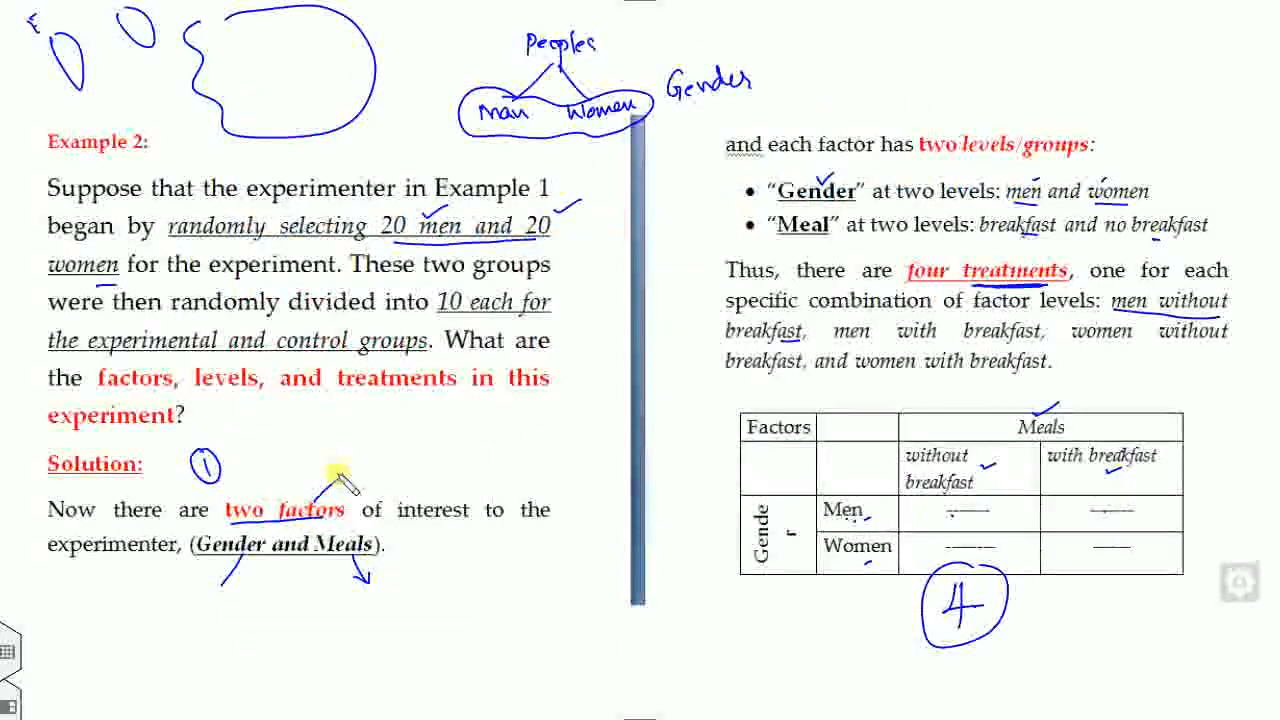 Peoples
Man Women
Gender
Example 2:
Suppose that the experimenter in Example 1
began by randomly selecting 20 men and 20
women for the experiment. These two groups
were then randomly divided into 10 each for
the experimental and control groups. What are
the factors, levels, and treatments in this
experiment?
Solution:
1
Now there are two factors of interest to the
experimenter, (Gender and Meals).
and each factor has two levels/groups:
• “Gender” at two levels: men and women
• “Meal” at two levels: breakfast and no breakfast
Thus, there are four treatments, one for each
specific combination of factor levels: men without
breakfast, men with breakfast, women without
breakfast, and women with breakfast.
Factors Meals
without with breakfast
breakfast
Gende
r
Men
Women
4